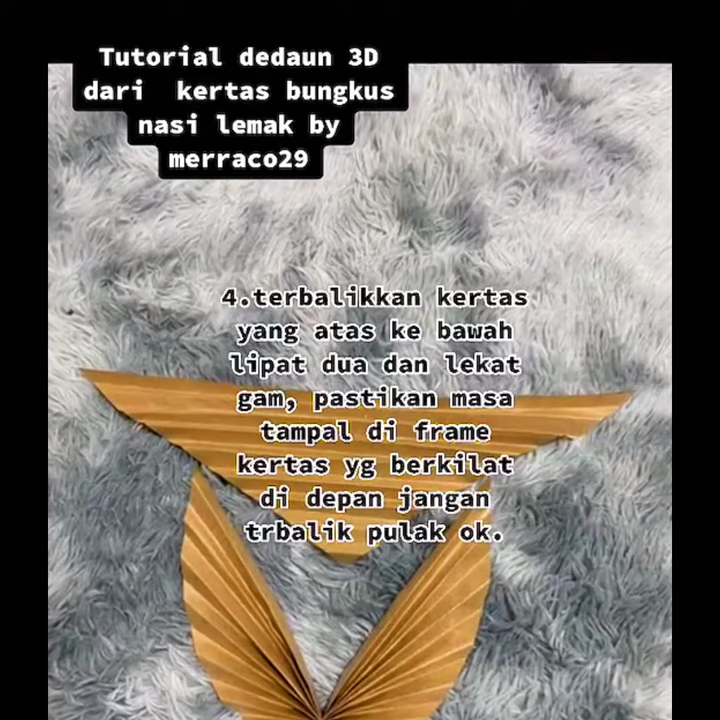 Tutorial dedaun 3D
dari kertas bungkus
nasi lemak by
merraco29
4.terbalikkan kertas
yang atas ke bawah
lipat dua dan lekat
gam, pastikan masa
tampal di frame
kertas yg berkilat
di depan jangan
trbalik pulak ok.